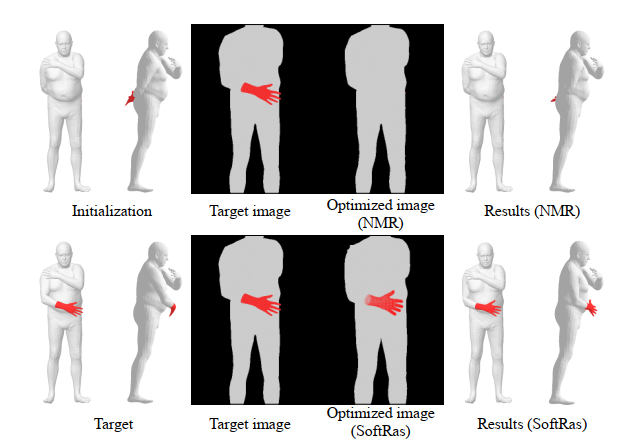 Initialization
Target image
Optimized image
(NMR)
Results (NMR)
Target
Target image
Optimized image
(SoftRas)
Results (SoftRas)